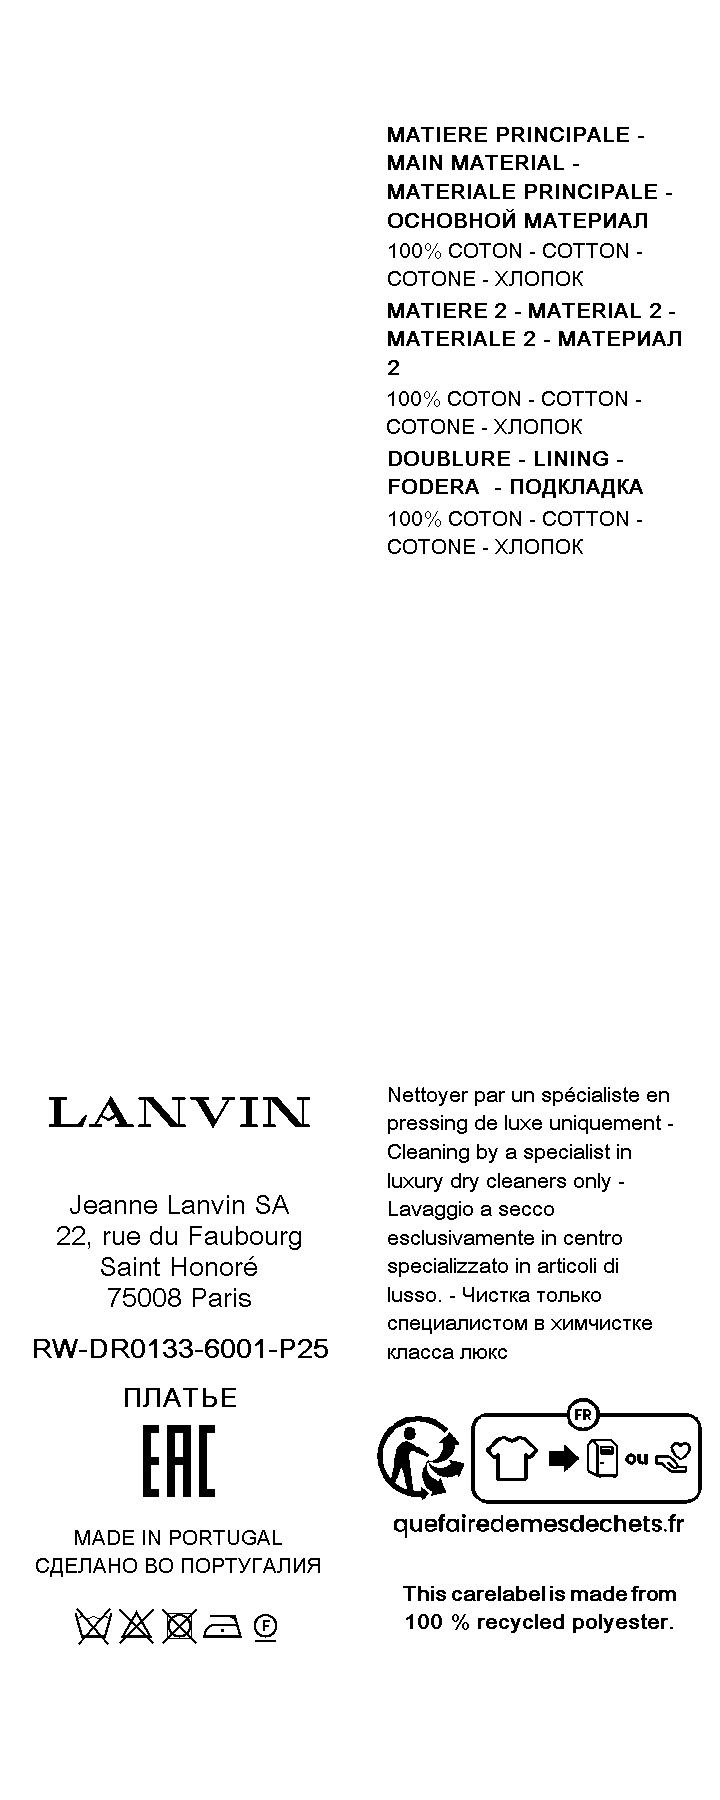 MATIERE PRINCIPALE -
MAIN MATERIAL -
MATERIALE PRINCIPALE -
ОСНОВНОЙ МАТЕРИАЛ
100% COTON - COTTON -
COTONE - ХЛОПОК
MATIERE 2 - MATERIAL 2 -
MATERIALE 2 - МАТЕРИАЛ
2
100% COTON - COTTON -
COTONE - ХЛОПОК
DOUBLURE - LINING -
FODERA - ПОДКЛАДКА
100% COTON - COTTON -
COTONE - ХЛОПОК
LANVIN
Jeanne Lanvin SA
22, rue du Faubourg
Saint Honoré
75008 Paris
RW-DR0133-6001-P25
ПЛАТЬЕ
EAC
MADE IN PORTUGAL
СДЕЛАНО ВО ПОРТУГАЛИЯ
F
Nettoyer par un spécialiste en
pressing de luxe uniquement -
Cleaning by a specialist in
luxury dry cleaners only -
Lavaggio a secco
esclusivamente in centro
specializzato in articoli di
lusso. - Чистка только
специалистом в химчистке
класса люкс
FR
ou
quefairedemesdechets.fr
This carelabel is made from
100 % recycled polyester.